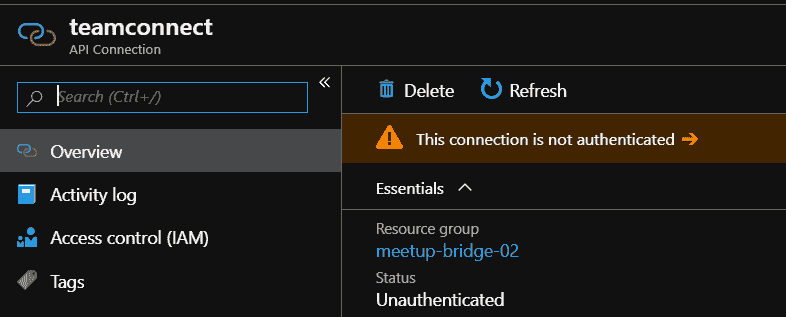 teamconnect
API Connection
Search (Ctrl+/)
«
Overview
Activity log
Access control (IAM)
Tags
Delete Refresh
This connection is not authenticated →
Essentials
Resource group
meetup-bridge-02
Status
Unauthenticated